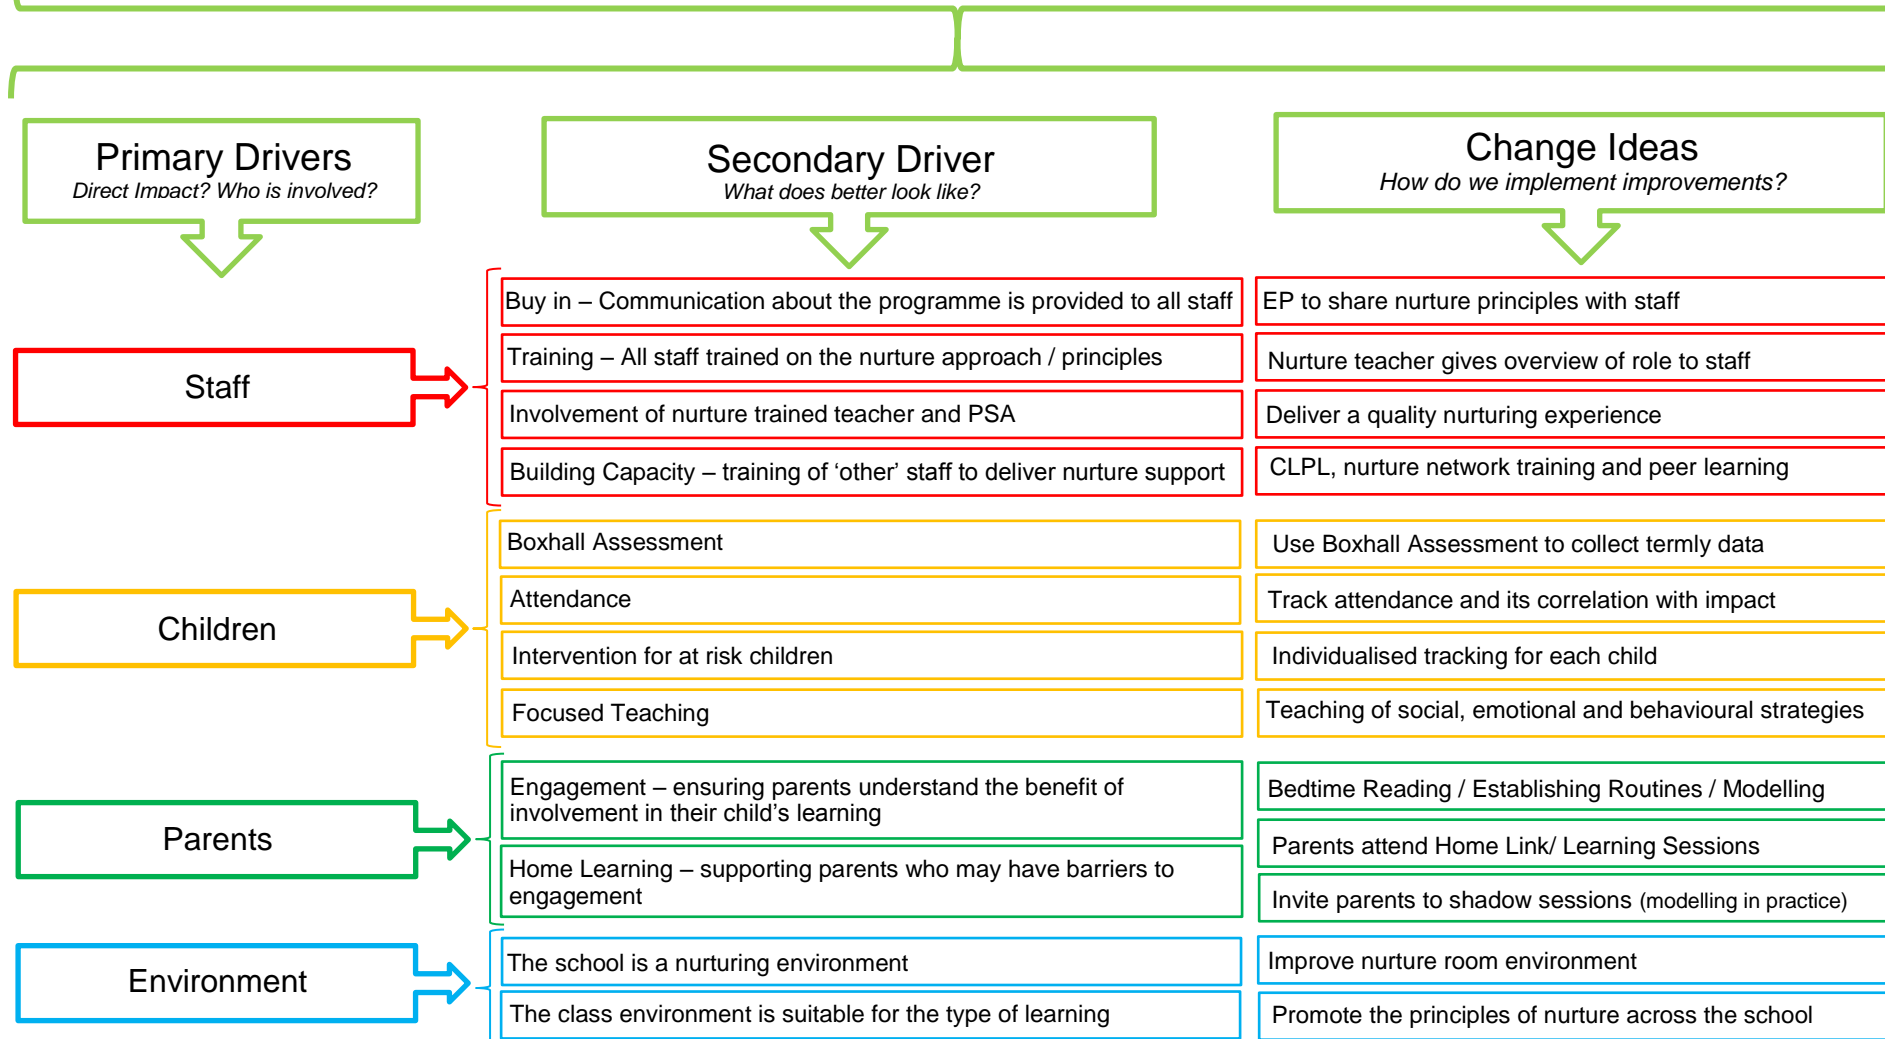 Primary Drivers
Direct Impact? Who is involved?
Secondary Driver
What does better look like?
Change Ideas
How do we implement improvements?
Staff
Buy in – Communication about the programme is provided to all staff
EP to share nurture principles with staff
Training – All staff trained on the nurture approach / principles
Nurture teacher gives overview of role to staff
Involvement of nurture trained teacher and PSA
Deliver a quality nurturing experience
Building Capacity – training of ‘other’ staff to deliver nurture support
CLPL, nurture network training and peer learning
Children
Boxhall Assessment
Use Boxhall Assessment to collect termly data
Attendance
Track attendance and its correlation with impact
Intervention for at risk children
Individualised tracking for each child
Focused Teaching
Teaching of social, emotional and behavioural strategies
Parents
Engagement – ensuring parents understand the benefit of
involvement in their child’s learning
Home Learning – supporting parents who may have barriers to
engagement
Bedtime Reading / Establishing Routines / Modelling
Parents attend Home Link/ Learning Sessions
Invite parents to shadow sessions (modelling in practice)
Environment
The school is a nurturing environment
Improve nurture room environment
The class environment is suitable for the type of learning
Promote the principles of nurture across the school